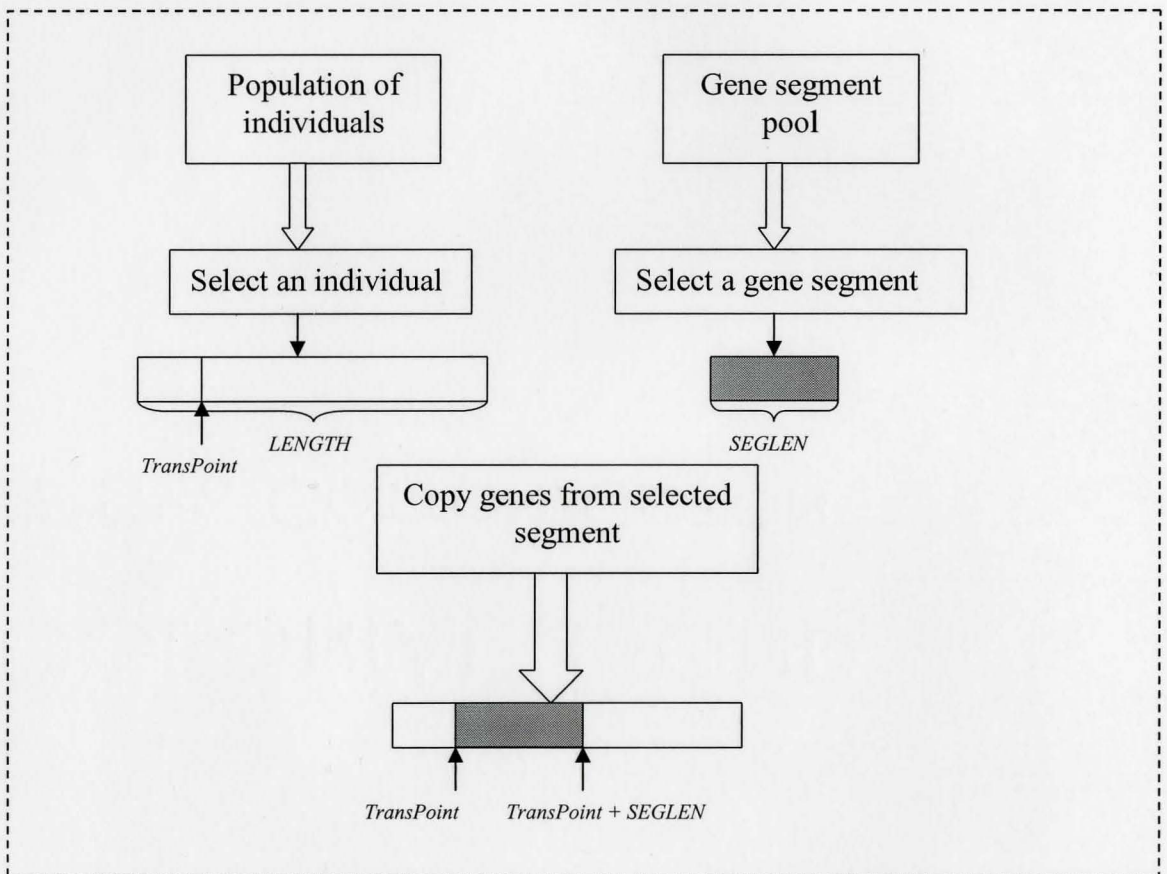 Population of
individuals
Gene segment
pool
Select an individual
Select a gene segment
LENGTH
SEGLEN
TransPoint
Copy genes from selected
segment
TransPoint
TransPoint + SEGLEN